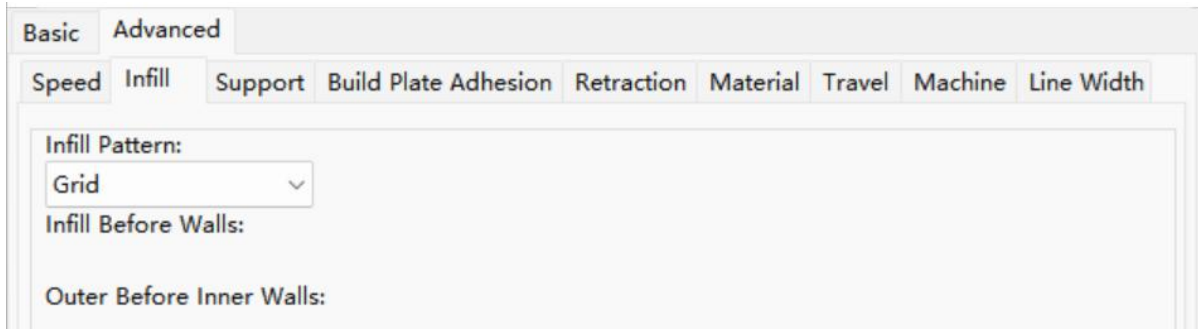 Basic Advanced
Speed Infill Support Build Plate Adhesion Retraction Material Travel Machine Line Width
Infill Pattern:
Grid
Infill Before Walls:
Outer Before Inner Walls: